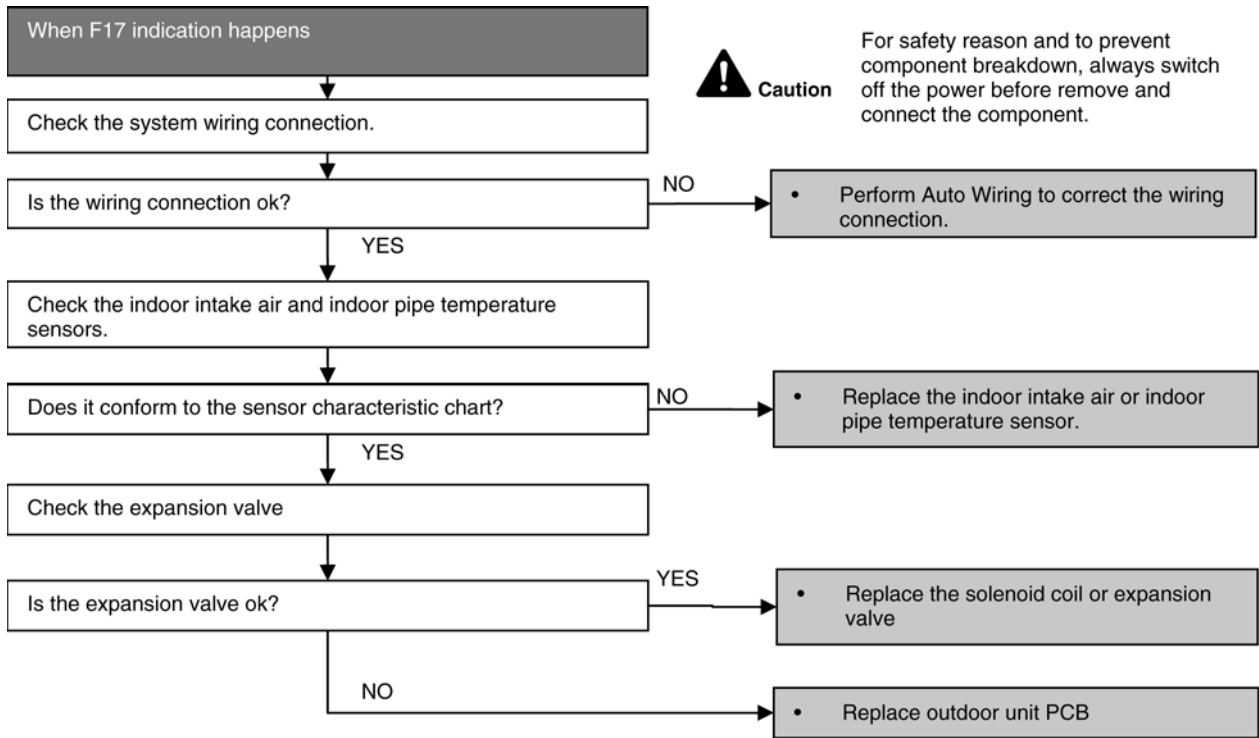 When F17 indication happens
Caution
For safety reason and to prevent
component breakdown, always switch
off the power before remove and
connect the component.
Check the system wiring connection.
Is the wiring connection ok?
NO
• Perform Auto Wiring to correct the wiring
connection.
YES
Check the indoor intake air and indoor pipe temperature
sensors.
Does it conform to the sensor characteristic chart?
NO
• Replace the indoor intake air or indoor
pipe temperature sensor.
YES
Check the expansion valve
Is the expansion valve ok?
YES
• Replace the solenoid coil or expansion
valve
NO
• Replace outdoor unit PCB